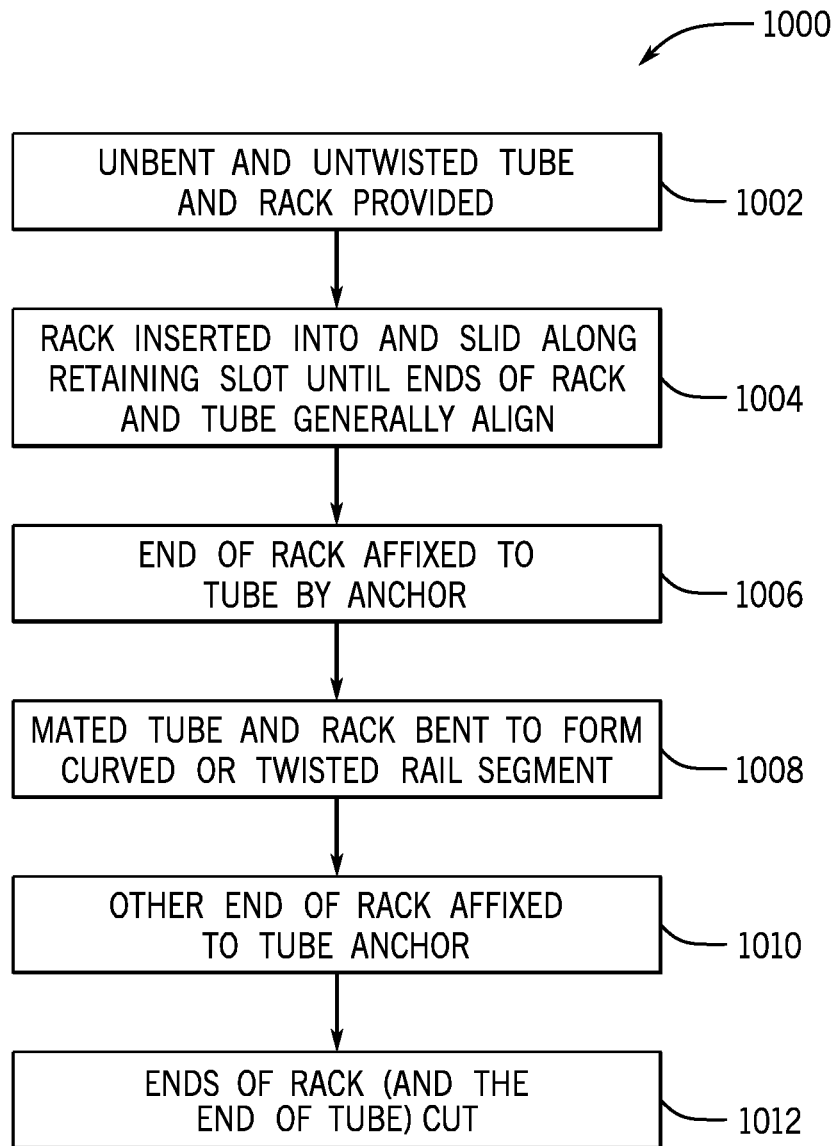 1000
UNBENT AND UNTWISTED TUBE
AND RACK PROVIDED
1002
RACK INSERTED INTO AND SLID ALONG
RETAINING SLOT UNTIL ENDS OF RACK
AND TUBE GENERALLY ALIGN
1004
END OF RACK AFFIXED TO
TUBE BY ANCHOR
1006
MATED TUBE AND RACK BENT TO FORM
CURVED OR TWISTED RAIL SEGMENT
1008
OTHER END OF RACK AFFIXED
TO TUBE ANCHOR
1010
ENDS OF RACK (AND THE
END OF TUBE) CUT
1012